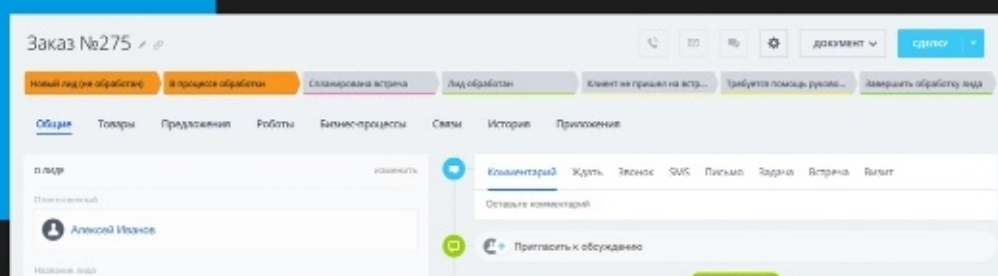 Заказ №275
ДОКУМЕНТ
СДЕЛКУ
Новый лид (не обработан)
В процессе обработки
Спланирована встреча
Лид обработан
Клиент не пришел на встр...
Требуется помощь руково...
Завершить обработку лида
Общие Товары Предложения Роботы Бизнес-процессы Связи История Приложения
О ЛИДЕ
изменить
Комментарий Ждать Звонок SMS Письмо Задача Встреча Визит
Ответственный
Оставьте комментарий
Алексей Иванов
Пригласить к обсуждению
Название лида